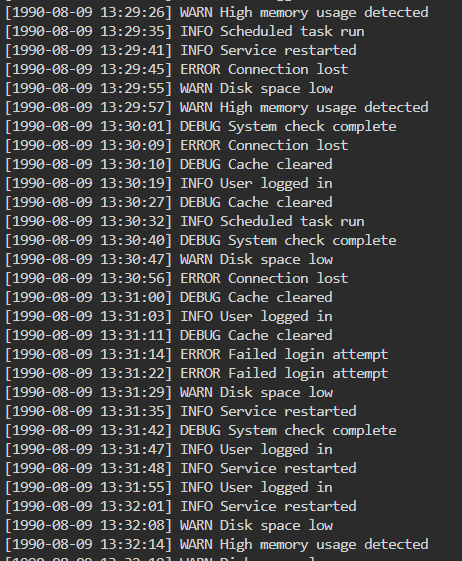 [1990-08-09 13:29:26] WARN High memory usage detected
[1990-08-09 13:29:35] INFO Scheduled task run
[1990-08-09 13:29:41] INFO Service restarted
[1990-08-09 13:29:45] ERROR Connection lost
[1990-08-09 13:29:55] WARN Disk space low
[1990-08-09 13:29:57] WARN High memory usage detected
[1990-08-09 13:30:01] DEBUG System check complete
[1990-08-09 13:30:09] ERROR Connection lost
[1990-08-09 13:30:10] DEBUG Cache cleared
[1990-08-09 13:30:19] INFO User logged in
[1990-08-09 13:30:27] DEBUG Cache cleared
[1990-08-09 13:30:32] INFO Scheduled task run
[1990-08-09 13:30:40] DEBUG System check complete
[1990-08-09 13:30:47] WARN Disk space low
[1990-08-09 13:30:56] ERROR Connection lost
[1990-08-09 13:31:00] DEBUG Cache cleared
[1990-08-09 13:31:03] INFO User logged in
[1990-08-09 13:31:11] DEBUG Cache cleared
[1990-08-09 13:31:14] ERROR Failed login attempt
[1990-08-09 13:31:22] ERROR Failed login attempt
[1990-08-09 13:31:29] WARN Disk space low
[1990-08-09 13:31:35] INFO Service restarted
[1990-08-09 13:31:42] DEBUG System check complete
[1990-08-09 13:31:47] INFO User logged in
[1990-08-09 13:31:48] INFO Service restarted
[1990-08-09 13:31:55] INFO User logged in
[1990-08-09 13:32:01] INFO Service restarted
[1990-08-09 13:32:08] WARN Disk space low
[1990-08-09 13:32:14] WARN High memory usage detected